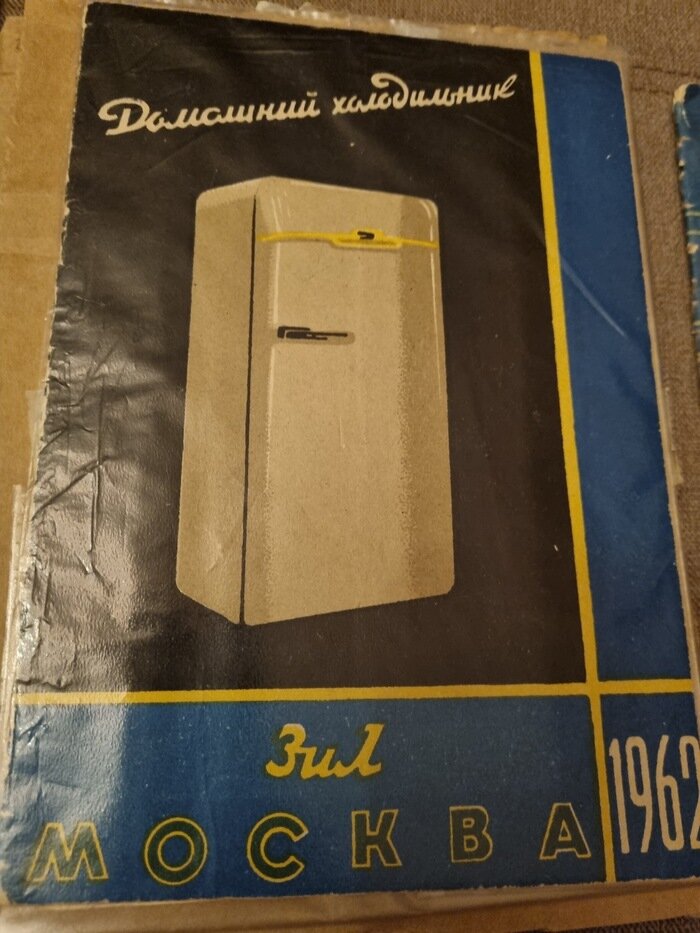 Домашний холодильник
ЗИЛ
МОСКВА
1962